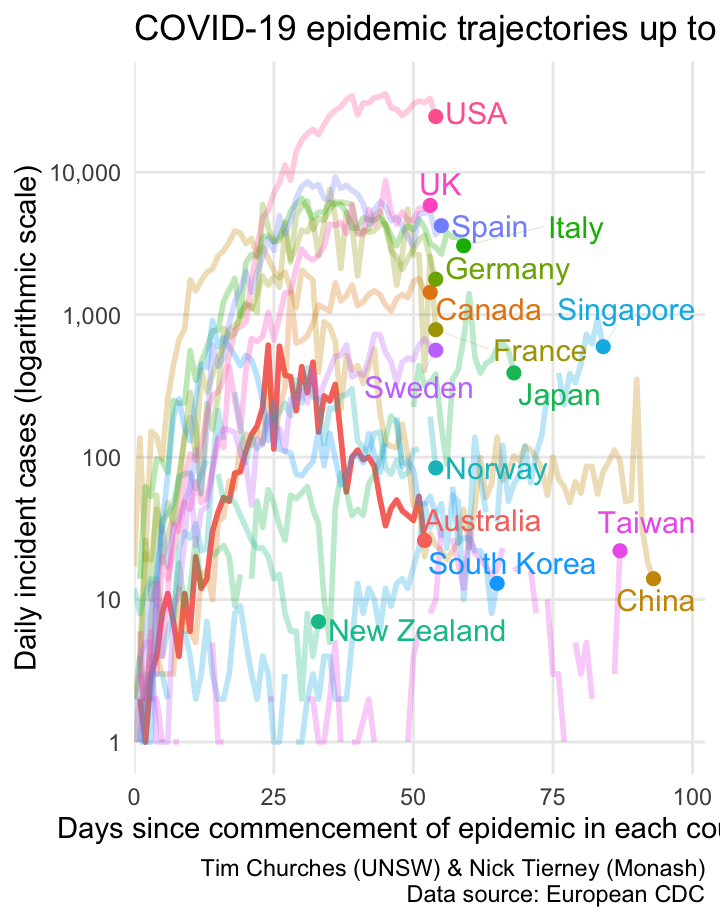 COVID-19 epidemic trajectories up to
Daily incident cases (logarithmic scale)
10,000
1,000
100
10
1
USA
UK
Spain
Italy
Germany
Canada
Singapore
France
Sweden
Japan
Norway
Australia
Taiwan
South Korea
China
New Zealand
0 25 50 75 100
Days since commencement of epidemic in each cou
Tim Churches (UNSW) & Nick Tierney (Monash)
Data source: European CDC